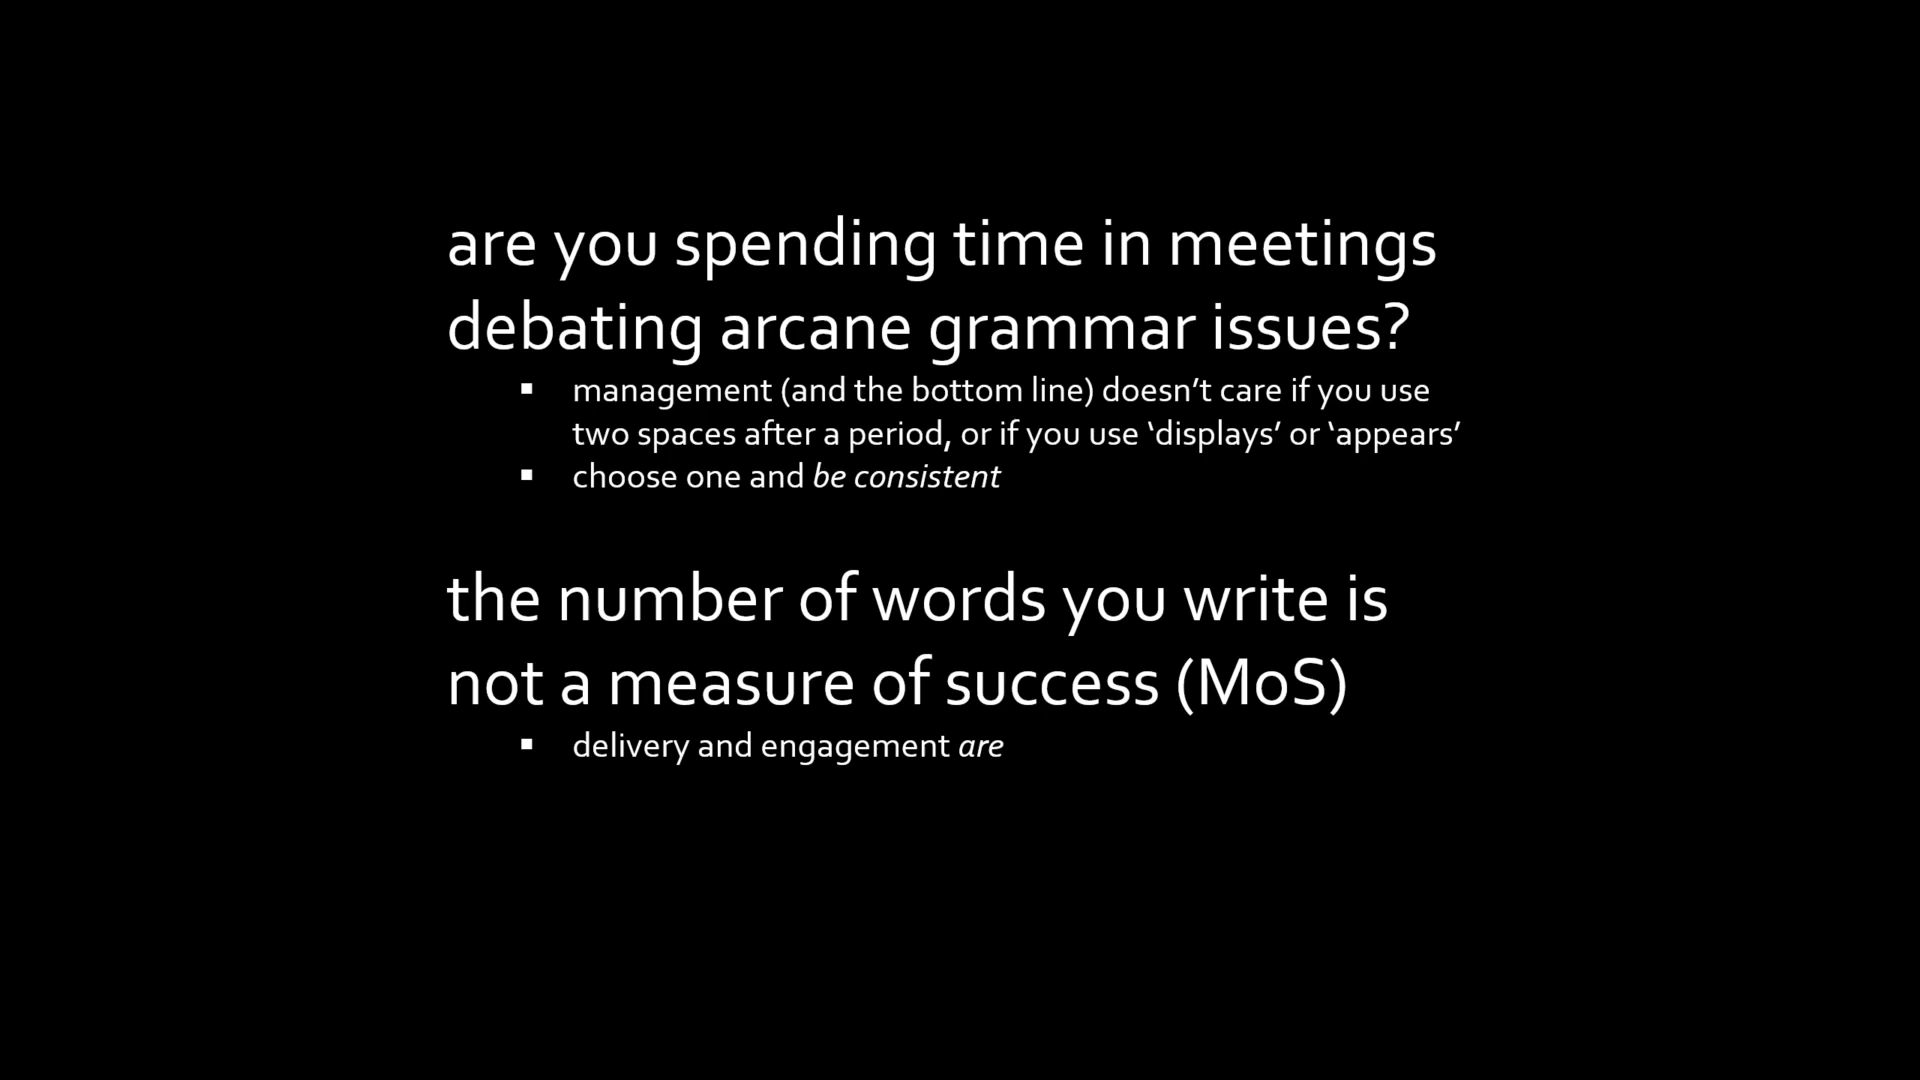 are you spending time in meetings
debating arcane grammar issues?
▪ management (and the bottom line) doesn’t care if you use
two spaces after a period, or if you use ‘displays’ or ‘appears’
▪ choose one and be consistent
the number of words you write is
not a measure of success (MoS)
▪ delivery and engagement are